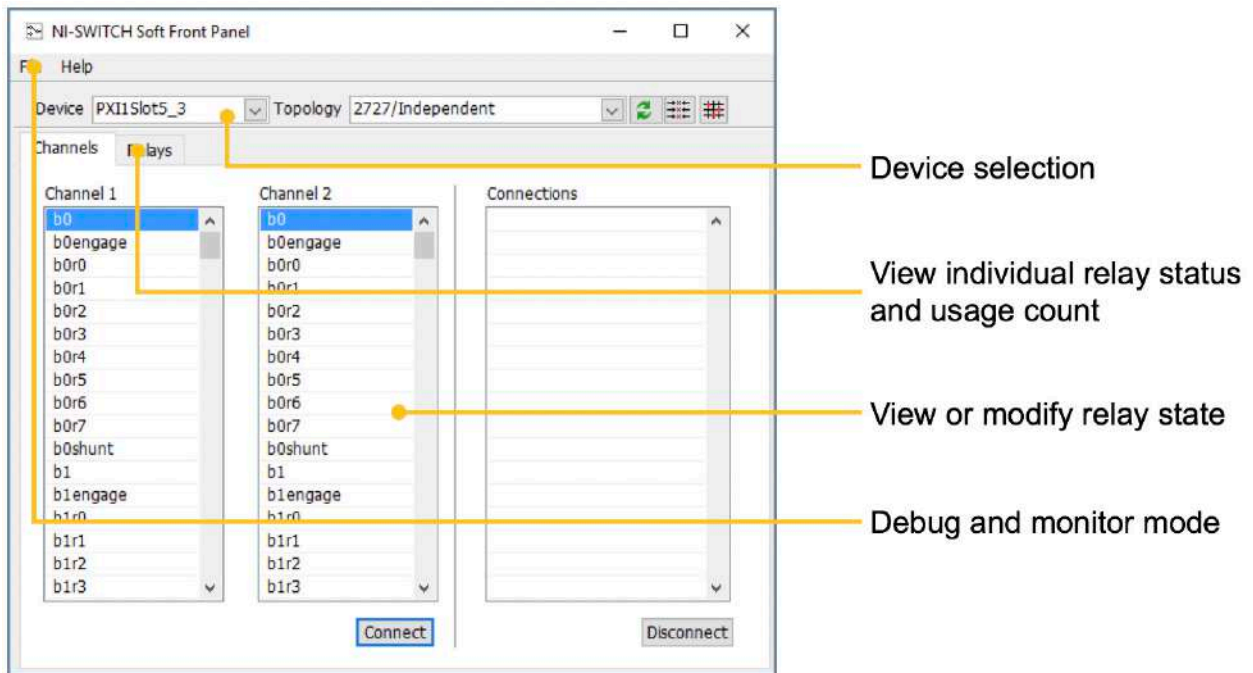 NI-SWITCH Soft Front Panel
Help
Device PXI1Slot5_3 Topology 2727/Independent
Channels
Channel 1
b0
b0engage
b0r0
b0r1
b0r2
b0r3
b0r4
b0r5
b0r6
b0r7
b0shunt
b1
b1engage
b1r0
b1r1
b1r2
b1r3
Channel 2
b0
b0engage
b0r0
b0r1
b0r2
b0r3
b0r4
b0r5
b0r6
b0r7
b0shunt
b1
b1engage
b1r0
b1r1
b1r2
b1r3
Connect
Connections
Disconnect
Device selection
View individual relay status
and usage count
View or modify relay state
Debug and monitor mode